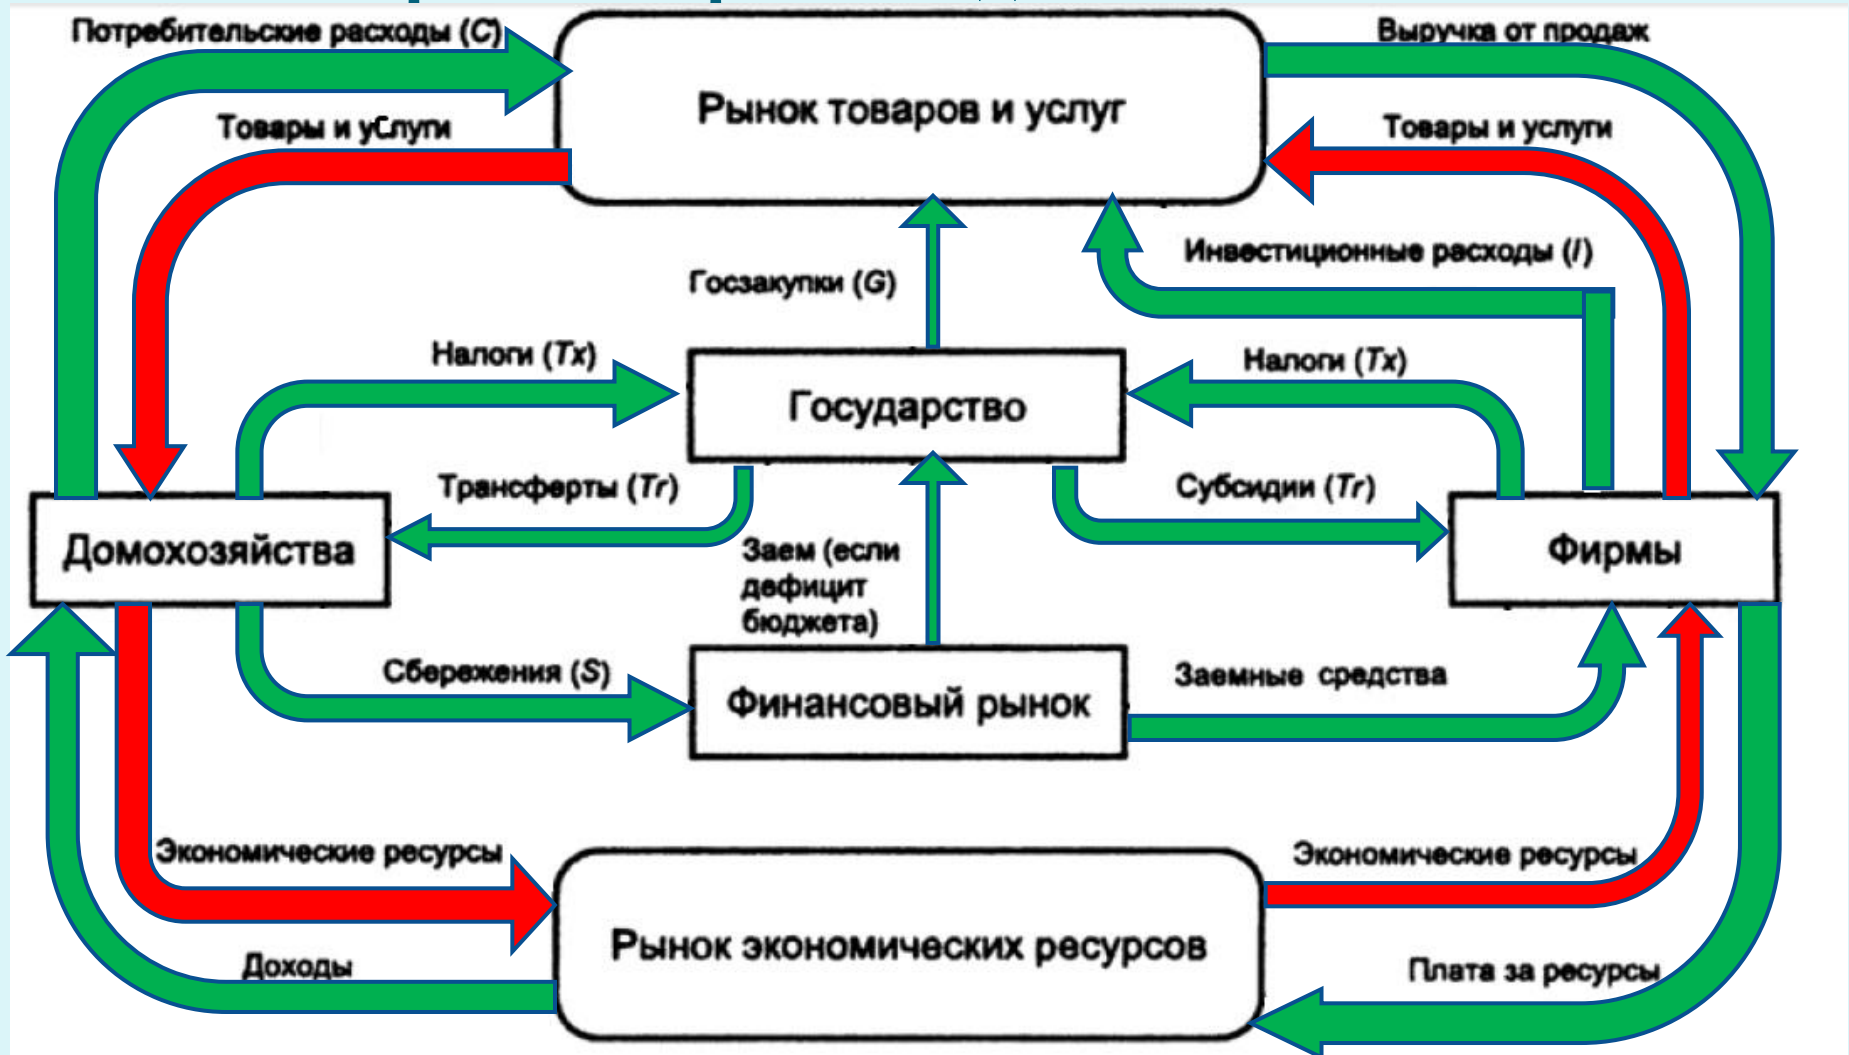 Потребительские расходы (C)
Выручка от продаж
Рынок товаров и услуг
Товары и услуги
Товары и услуги
Инвестиционные расходы (I)
Госзакупки (G)
Налоги (Tx)
Налоги (Tx)
Государство
Трансферты (Tr)
Субсидии (Tr)
Домохозяйства
Заем (если
дефицит
бюджета)
Фирмы
Сбережения (S)
Заемные средства
Финансовый рынок
Экономические ресурсы
Экономические ресурсы
Рынок экономических ресурсов
Доходы
Плата за ресурсы